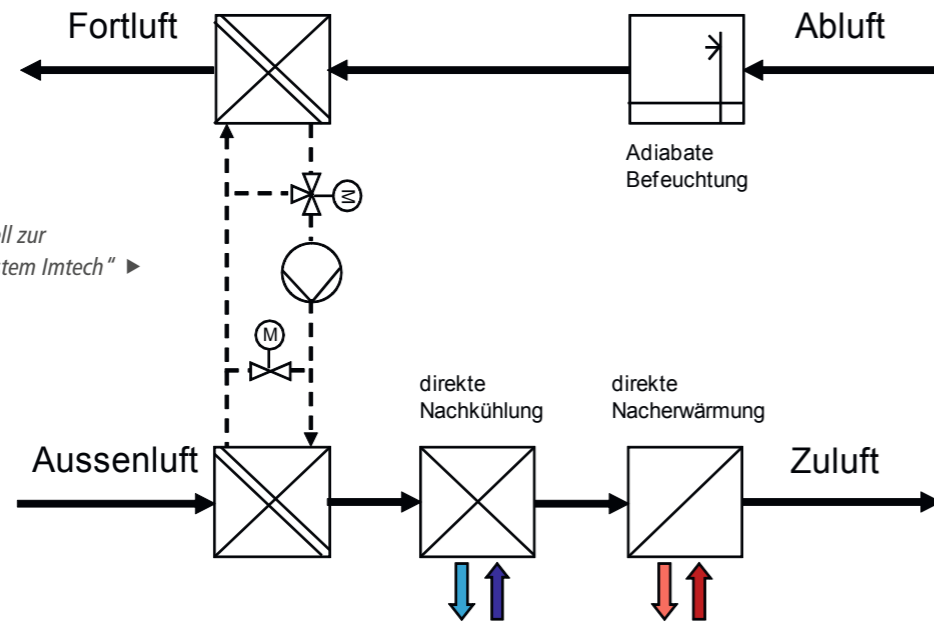 Fortluft
Abluft
Adiabate
Befeuchtung
M
ll zur
tem Imtech" ►
M
direkte
Nachkühlung
direkte
Nacherwärmung
Aussenluft
Zuluft